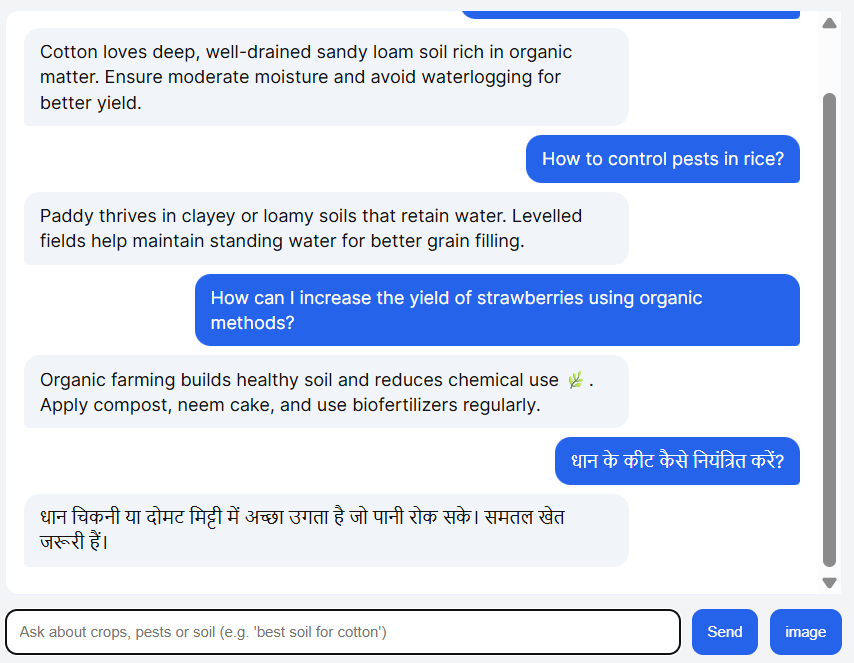 Cotton loves deep, well-drained sandy loam soil rich in organic
matter. Ensure moderate moisture and avoid waterlogging for
better yield.
How to control pests in rice?
Paddy thrives in clayey or loamy soils that retain water. Levelled
fields help maintain standing water for better grain filling.
How can I increase the yield of strawberries using organic
methods?
Organic farming builds healthy soil and reduces chemical use 🌿 .
Apply compost, neem cake, and use biofertilizers regularly.
धान के कीट कैसे नियंत्रित करें?
धान चिकनी या दोमट मिट्टी में अच्छा उगता है जो पानी रोक सके। समतल खेत
जरूरी हैं।
Ask about crops, pests or soil (e.g. 'best soil for cotton')
Send
image